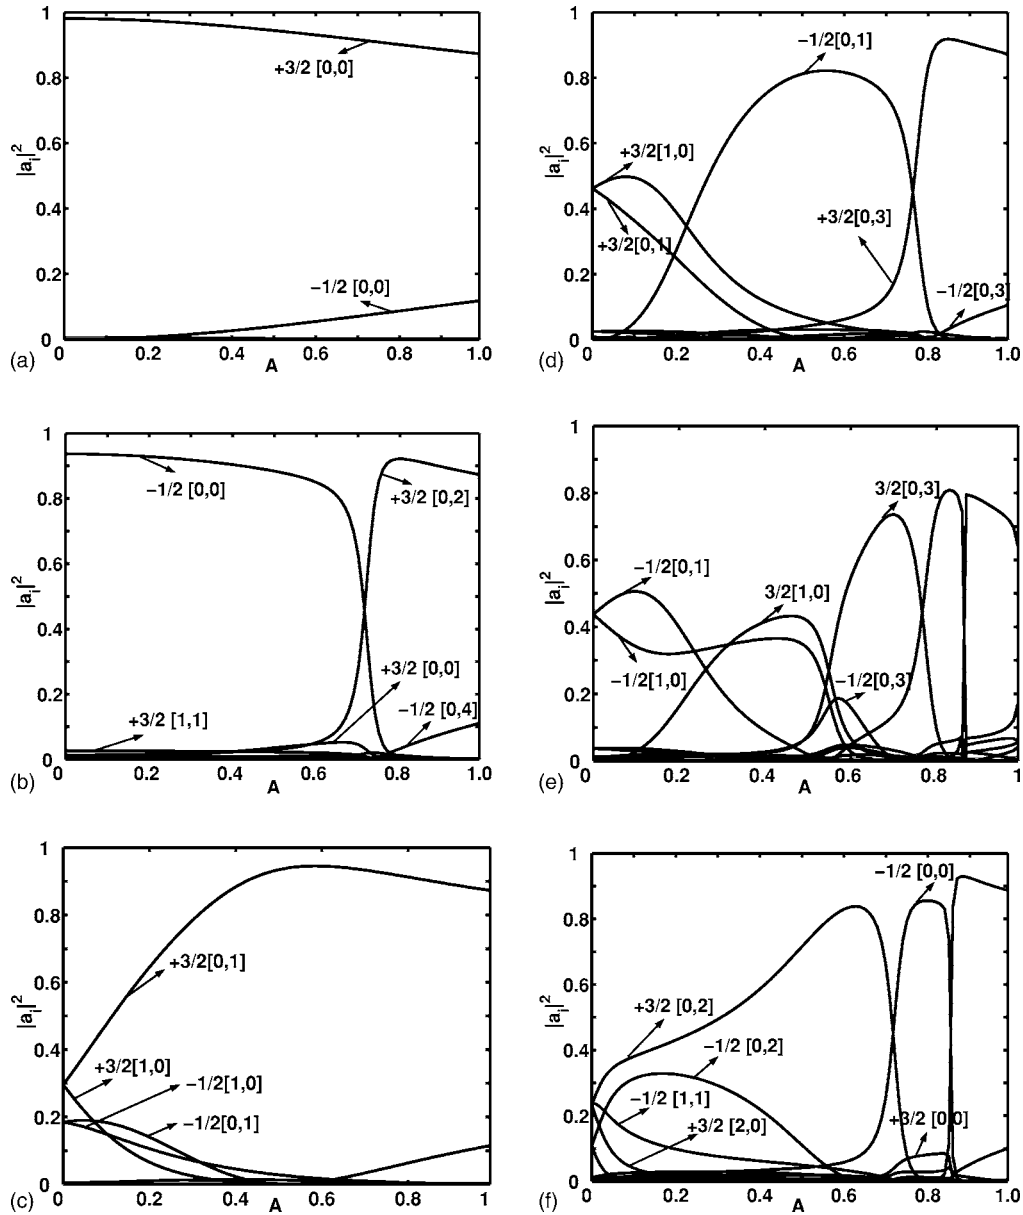 1
0.8
0.6
0.4
0.2
0
|aᵢ|²
+3/2 [0,0]
−1/2 [0,0]
0 0.2 0.4 0.6 0.8 1.0
(a)
A
1
0.8
0.6
0.4
0.2
0
|aᵢ|²
−1/2[0,1]
+3/2[1,0]
+3/2[0,1]
+3/2[0,3]
−1/2[0,3]
0 0.2 0.4 0.6 0.8 1.0
(d)
A
1
0.8
0.6
0.4
0.2
0
|aᵢ|²
−1/2 [0,0]
+3/2 [0,2]
+3/2 [0,0]
−1/2 [0,4]
+3/2 [1,1]
0 0.2 0.4 0.6 0.8 1.0
(b)
A
1
0.8
0.6
0.4
0.2
0
|aᵢ|²
3/2[0,3]
−1/2[0,1]
3/2[1,0]
−1/2[1,0]
−1/2[0,3]
0 0.2 0.4 0.6 0.8 1
(e)
A
1
0.8
0.6
0.4
0.2
0
|aᵢ|²
+3/2[0,1]
+3/2[1,0]
−1/2[1,0]
−1/2[0,1]
0 0.2 0.4 0.6 0.8 1
(c)
A
1
0.8
0.6
0.4
0.2
0
|aᵢ|²
−1/2 [0,0]
+3/2 [0,2]
−1/2 [0,2]
−1/2 [1,1]
+3/2 [2,0]
+3/2 [0,0]
0 0.2 0.4 0.6 0.8 1.0
(f)
A